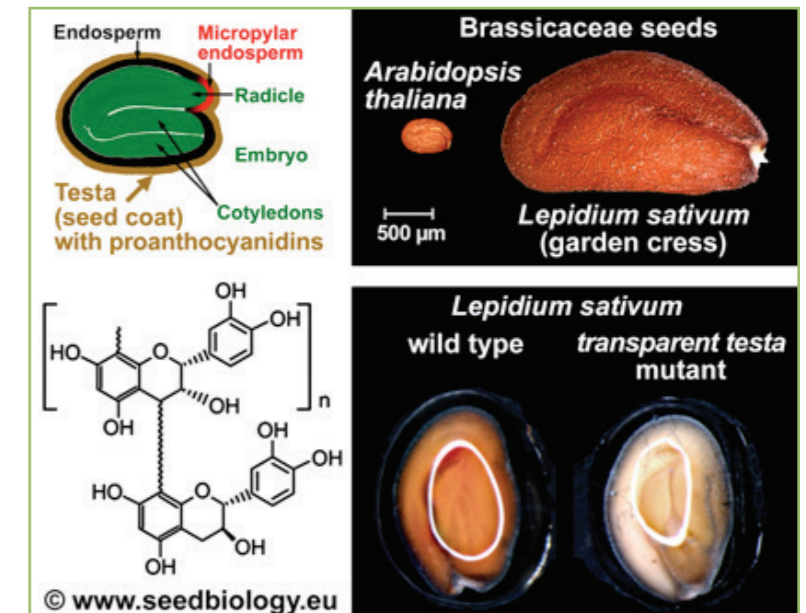 Endosperm
Micropylar
endosperm
Radicle
Embryo
Testa
(seed coat)
with proanthocyanidins
Cotyledons
Brassicaceae seeds
Arabidopsis
thaliana
500 µm
Lepidium sativum
(garden cress)
OH
OH
HO
O
OH
OH
n
OH
OH
HO
O
OH
OH
© www.seedbiology.eu
Lepidium sativum
wild type
transparent testa
mutant